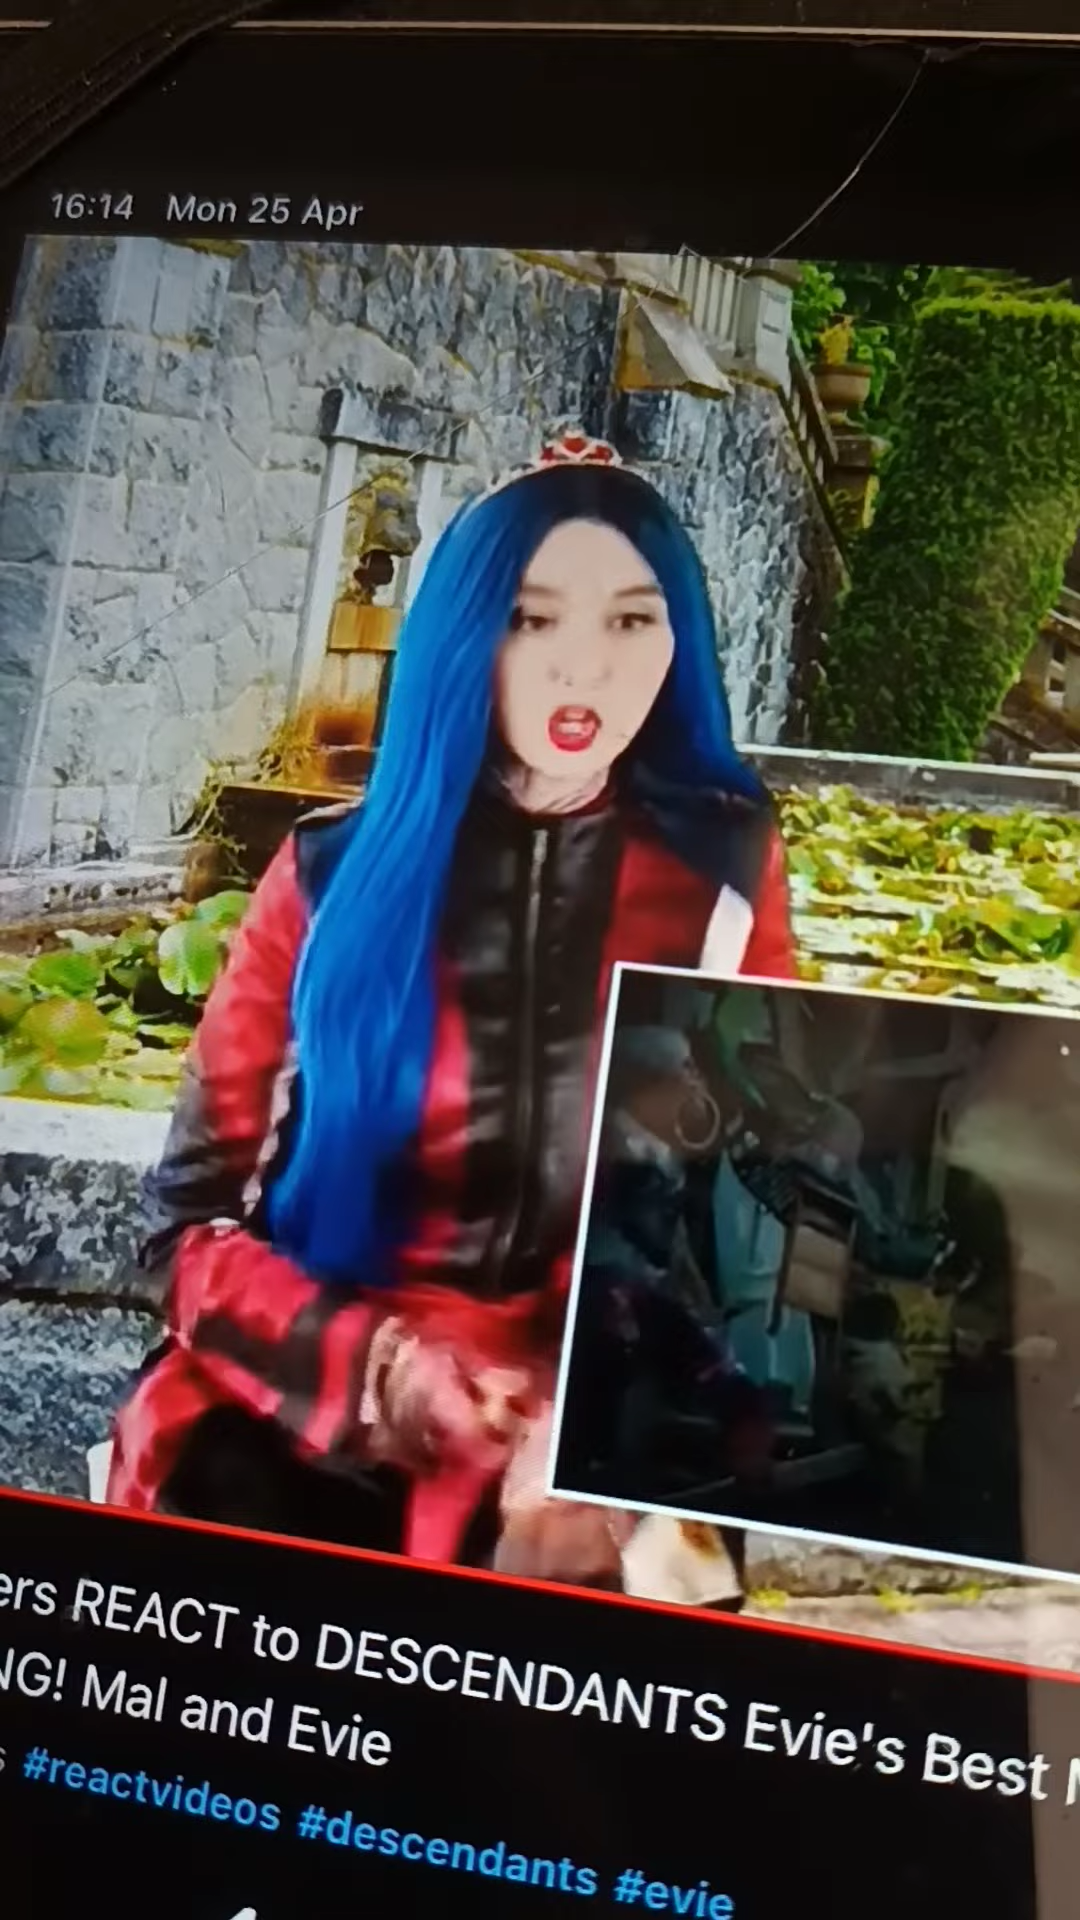 16:14 Mon 25 Apr
ers REACT to DESCENDANTS Evie's Best
NG! Mal and Evie
s #reactvideos #descendants #evie